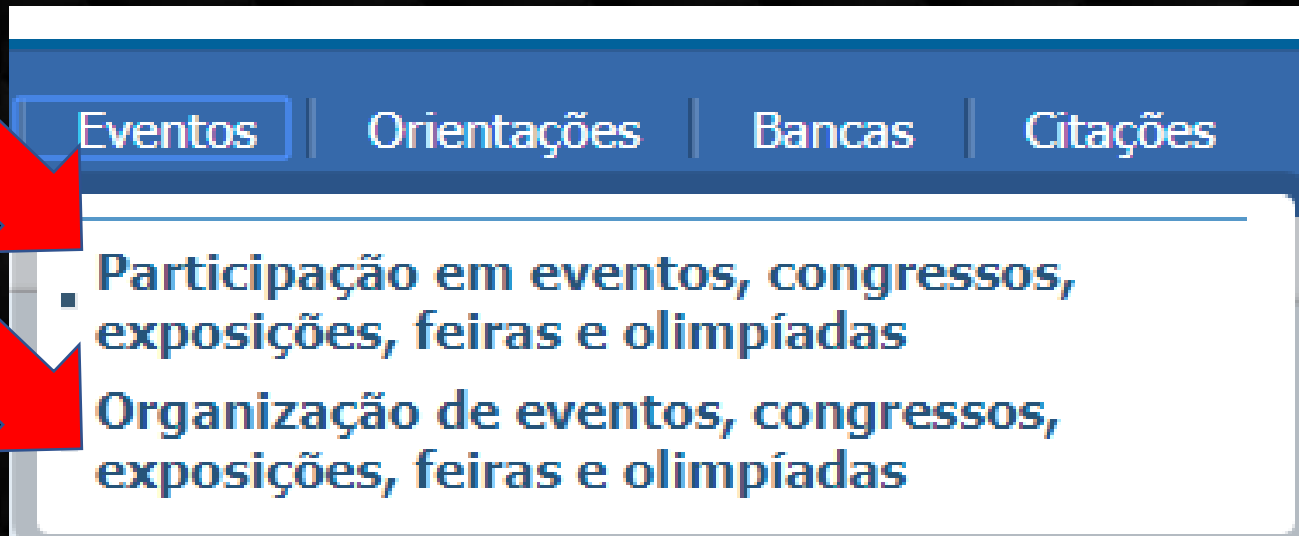 Eventos Orientações Bancas Citações
Participação em eventos, congressos,
exposições, feiras e olimpíadas
Organização de eventos, congressos,
exposições, feiras e olimpíadas